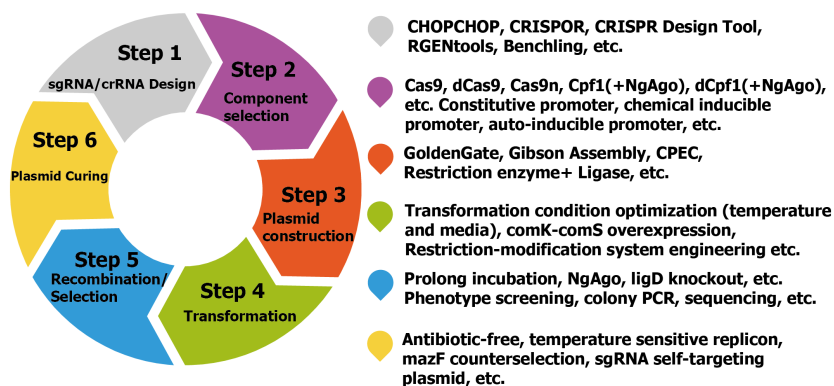 Step 1
sgRNA/crRNA Design
Step 2
Component
selection
Step 3
Plasmid
construction
Step 4
Transformation
Step 5
Recombination/
Selection
Step 6
Plasmid Curing
CHOPCHOP, CRISPOR, CRISPR Design Tool,
RGENtools, Benchling, etc.
Cas9, dCas9, Cas9n, Cpf1(+NgAgo), dCpf1(+NgAgo),
etc. Constitutive promoter, chemical inducible
promoter, auto-inducible promoter, etc.
GoldenGate, Gibson Assembly, CPEC,
Restriction enzyme+ Ligase, etc.
Transformation condition optimization (temperature
and media), comK-comS overexpression,
Restriction-modification system engineering etc.
Prolong incubation, NgAgo, ligD knockout, etc.
Phenotype screening, colony PCR, sequencing, etc.
Antibiotic-free, temperature sensitive replicon,
mazF counterselection, sgRNA self-targeting
plasmid, etc.